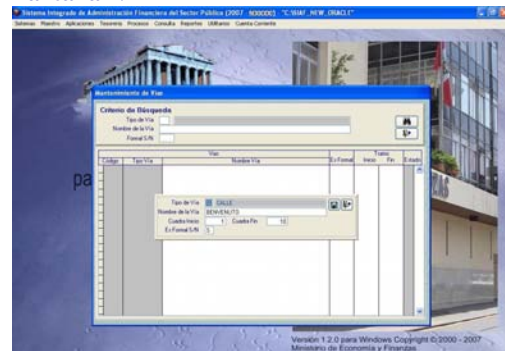 Sistema Integrado de Administración Financiera del Sector Público (2007 - 300000) - "C:\SIAF_NEW_ORACLE"
Sistemas Maestro Aplicaciones Tesorería Procesos Consulta Reportes Utilitarios Cuenta Corriente
Mantenimiento de Vías
Criterio de Búsqueda
Tipo de Vía
Nombre de la Vía
Formal S/N
Vías
Tramo
Código
Tipo Vía
Nombre Vía
Es Formal
Inicio
Fin
Estado
pa
Tipo de Vía
CALLE
Nombre de la Vía
BENVENUTO
Cuadra Inicio
1
Cuadra Fin
10
Es Formal S/N
S
Versión 1.2.0 para Windows Copyright © 2000 - 2007
Ministerio de Economía y Finanzas